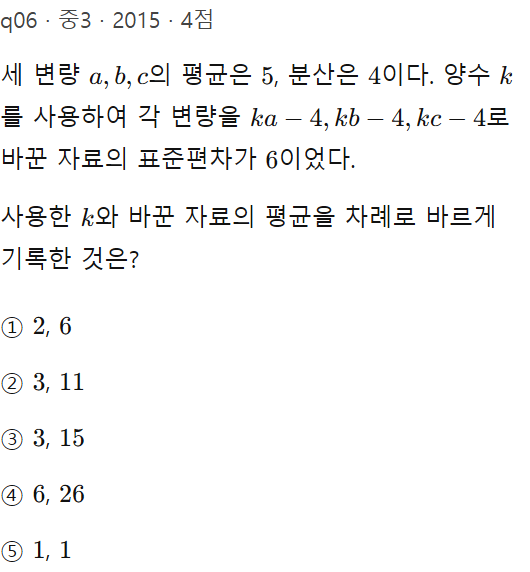 q06 · 중3 · 2015 · 4점
세 변량 a, b, c의 평균은 5, 분산은 4이다. 양수 k
를 사용하여 각 변량을 ka − 4, kb − 4, kc − 4로
바꾼 자료의 표준편차가 6이었다.
사용한 k와 바꾼 자료의 평균을 차례로 바르게
기록한 것은?
① 2, 6
② 3, 11
③ 3, 15
④ 6, 26
⑤ 1, 1